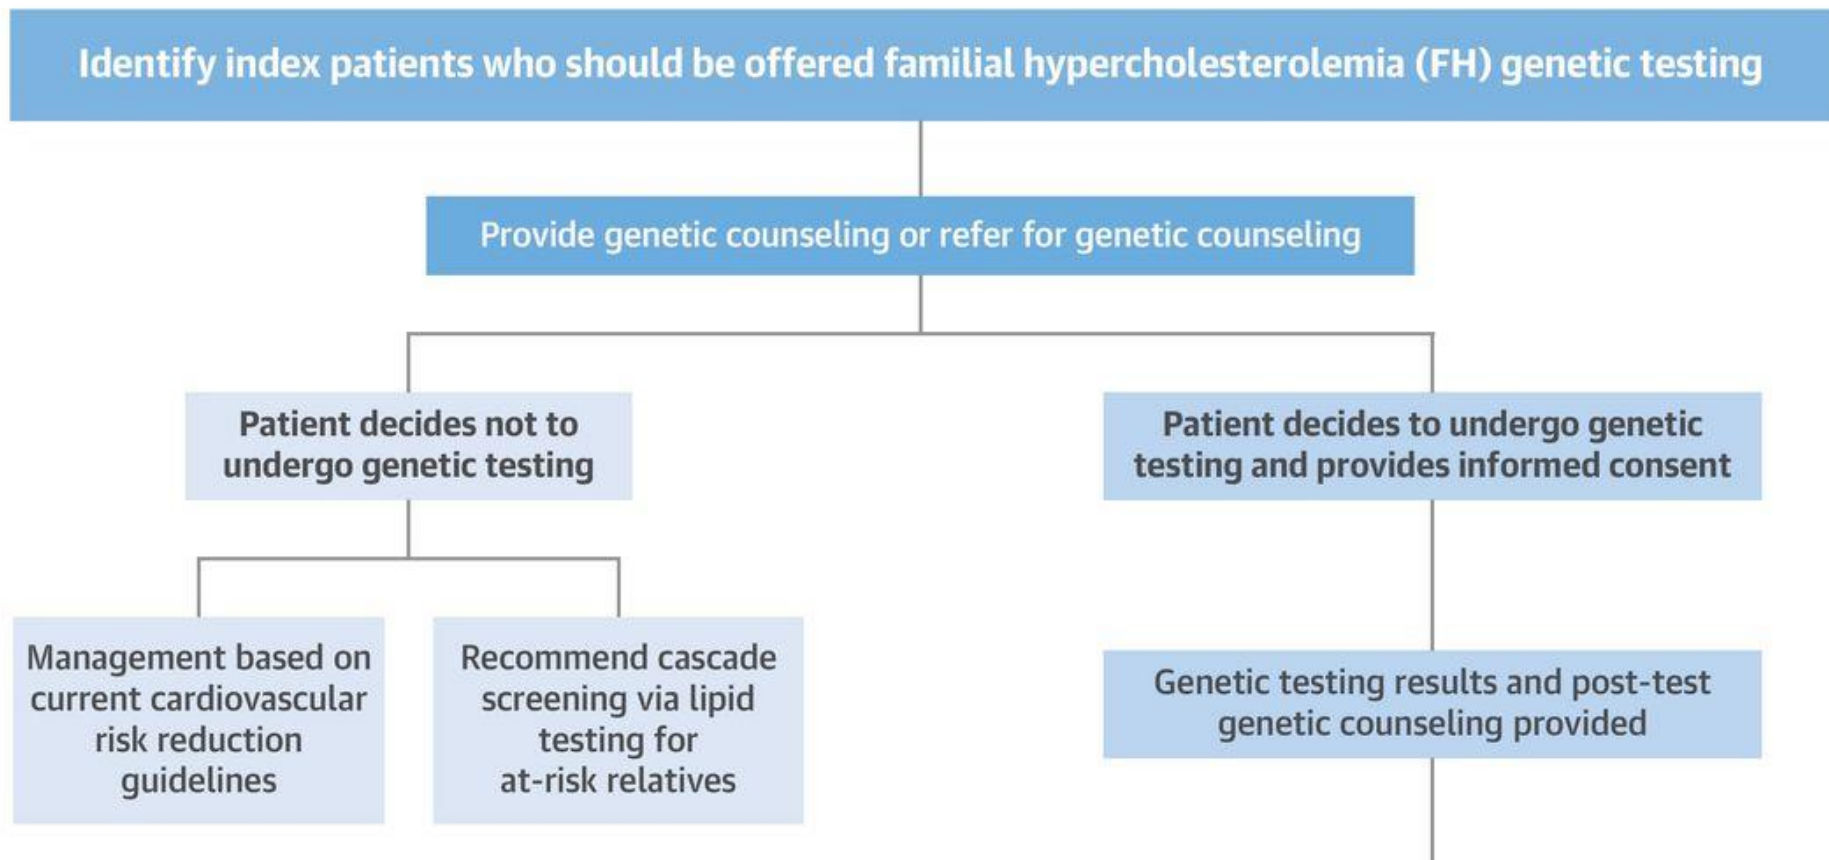 Identify index patients who should be offered familial hypercholesterolemia (FH) genetic testing
Provide genetic counseling or refer for genetic counseling
Patient decides not to
undergo genetic testing
Patient decides to undergo genetic
testing and provides informed consent
Management based on
current cardiovascular
risk reduction
guidelines
Recommend cascade
screening via lipid
testing for
at-risk relatives
Genetic testing results and post-test
genetic counseling provided